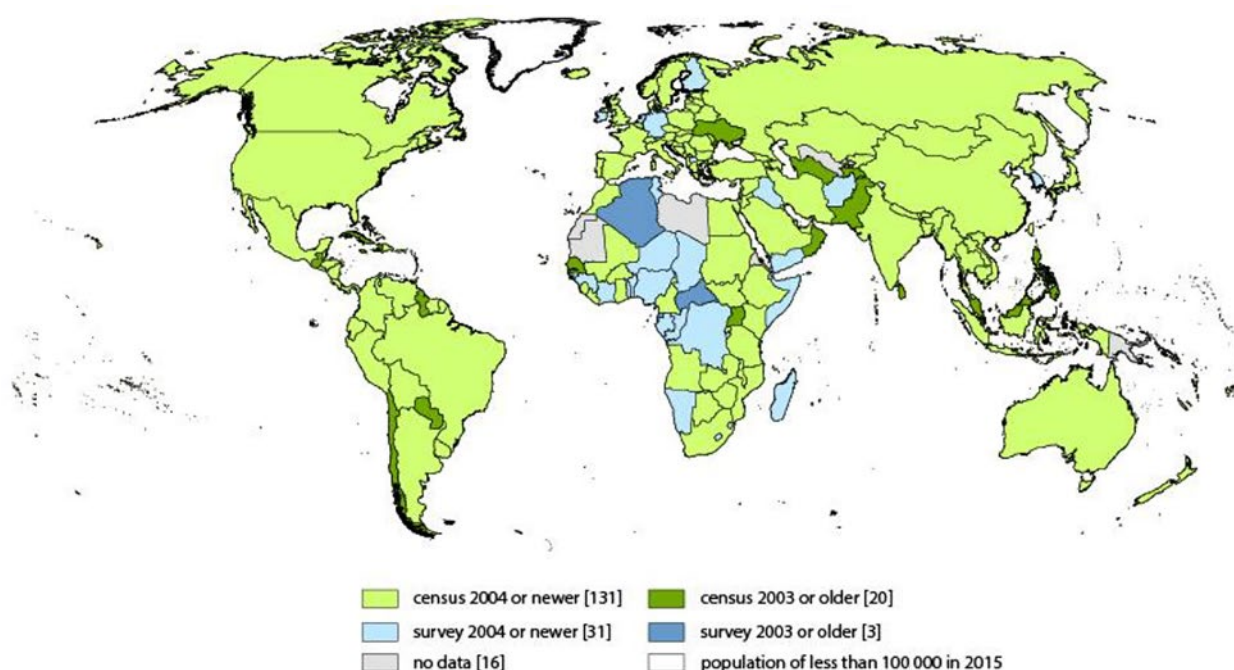 census 2004 or newer [131]
census 2003 or older [20]
survey 2004 or newer [31]
survey 2003 or older [3]
no data [16]
population of less than 100 000 in 2015